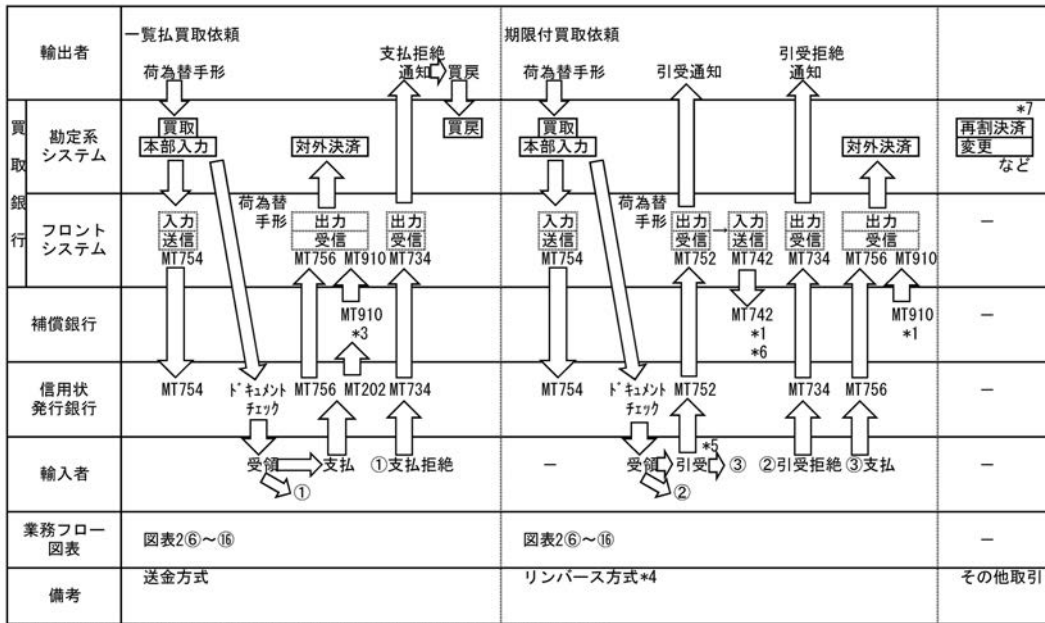 輸出者
一覧払買取依頼
荷為替手形
支払拒絶
通知
買戻
期限付買取依頼
荷為替手形
引受通知
引受拒絶
通知
買取銀行
勘定系
システム
買取
本部入力
対外決済
買戻
買取
本部入力
対外決済
*7
再割決済
変更
など
フロント
システム
入力
送信
MT754
荷為替
手形
出力
受信
MT756 MT910
出力
受信
MT734
入力
送信
MT754
荷為替
手形
出力
受信
MT752
→
入力
送信
MT742
出力
受信
MT734
出力
受信
MT756 MT910
－
補償銀行
MT910
*3
MT742
*1
*6
MT910
*1
－
信用状
発行銀行
MT754
ドキュメント
チェック
MT756 MT202 MT734
MT754
ドキュメント
チェック
MT752
MT734 MT756
－
輸入者
受領
支払
①支払拒絶
①
－
受領
引受
*5
③
②引受拒絶 ③支払
②
－
業務フロー
図表
図表2⑥～⑯
図表2⑥～⑯
－
備考
送金方式
リンバース方式*4
その他取引